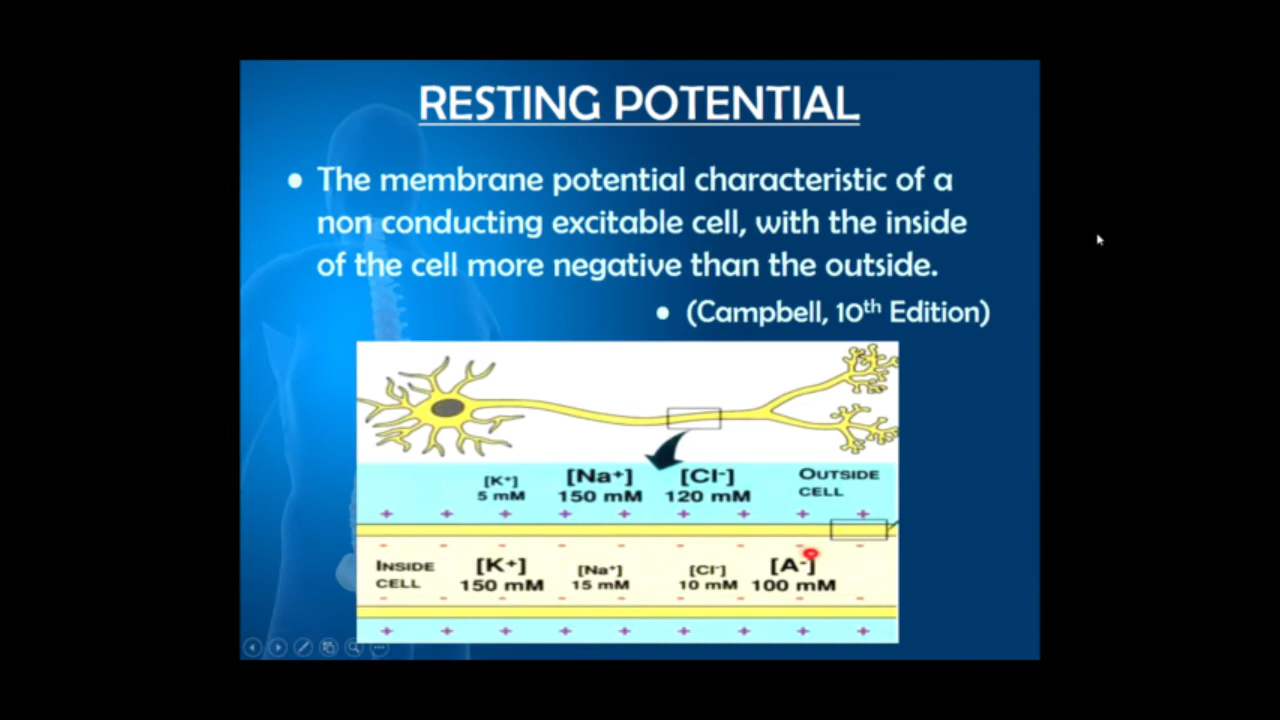 RESTING POTENTIAL
• The membrane potential characteristic of a
non conducting excitable cell, with the inside
of the cell more negative than the outside.
• (Campbell, 10th Edition)
[K+] [Na+] [Cl-] OUTSIDE
5 mM 150 mM 120 mM CELL
+ + + + + + + + +
- - - - - - - - -
INSIDE [K+] [Na+] [Cl-] [A-]
CELL 150 mM 15 mM 10 mM 100 mM
- - - - - - - - -
+ + + + + + + + +